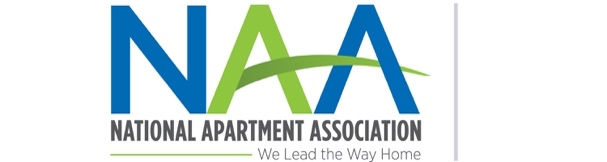 NAA
NATIONAL APARTMENT ASSOCIATION
We Lead the Way Home